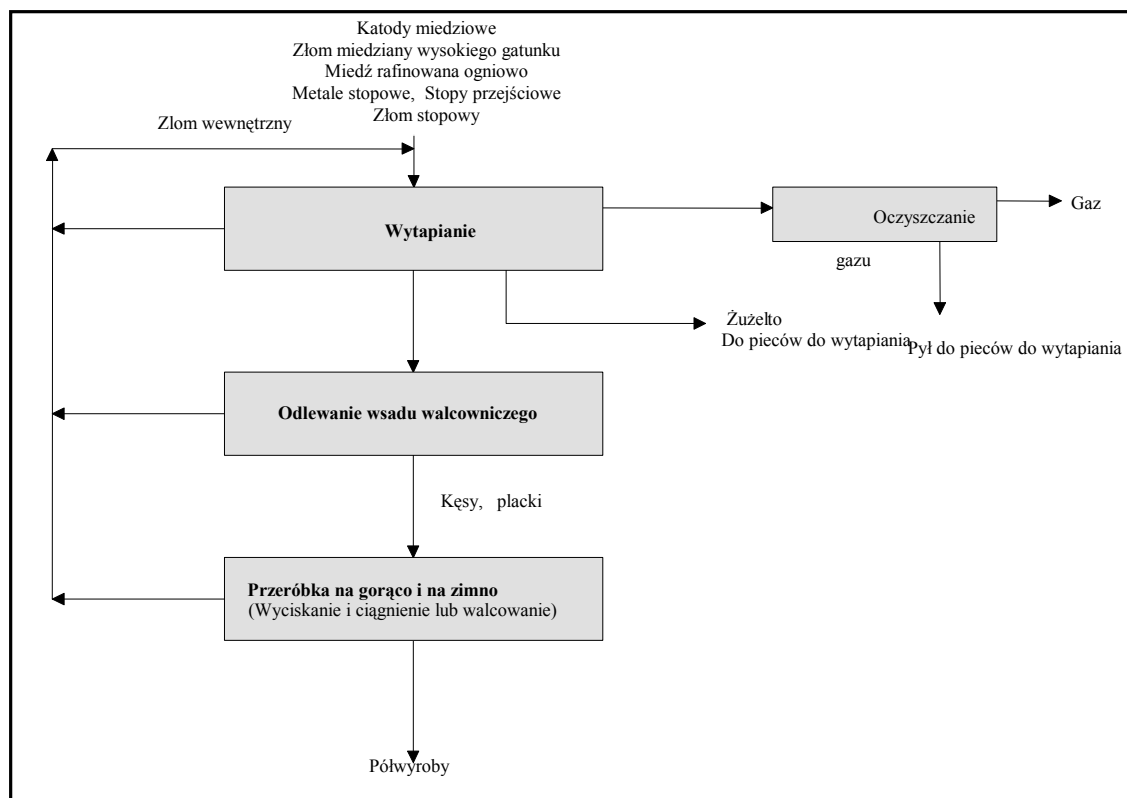 Katody miedziowe
Złom miedziany wysokiego gatunku
Miedź rafinowana ogniowo
Metale stopowe, Stopy przejściowe
Złom stopowy
Zlom wewnętrzny
Wytapianie
Oczyszczanie
gazu
Gaz
Żużelto
Do pieców do wytapiania
Pył do pieców do wytapiania
Odlewanie wsadu walcowniczego
Kęsy, placki
Przeróbka na gorąco i na zimno
(Wyciskanie i ciągnienie lub walcowanie)
Półwyroby